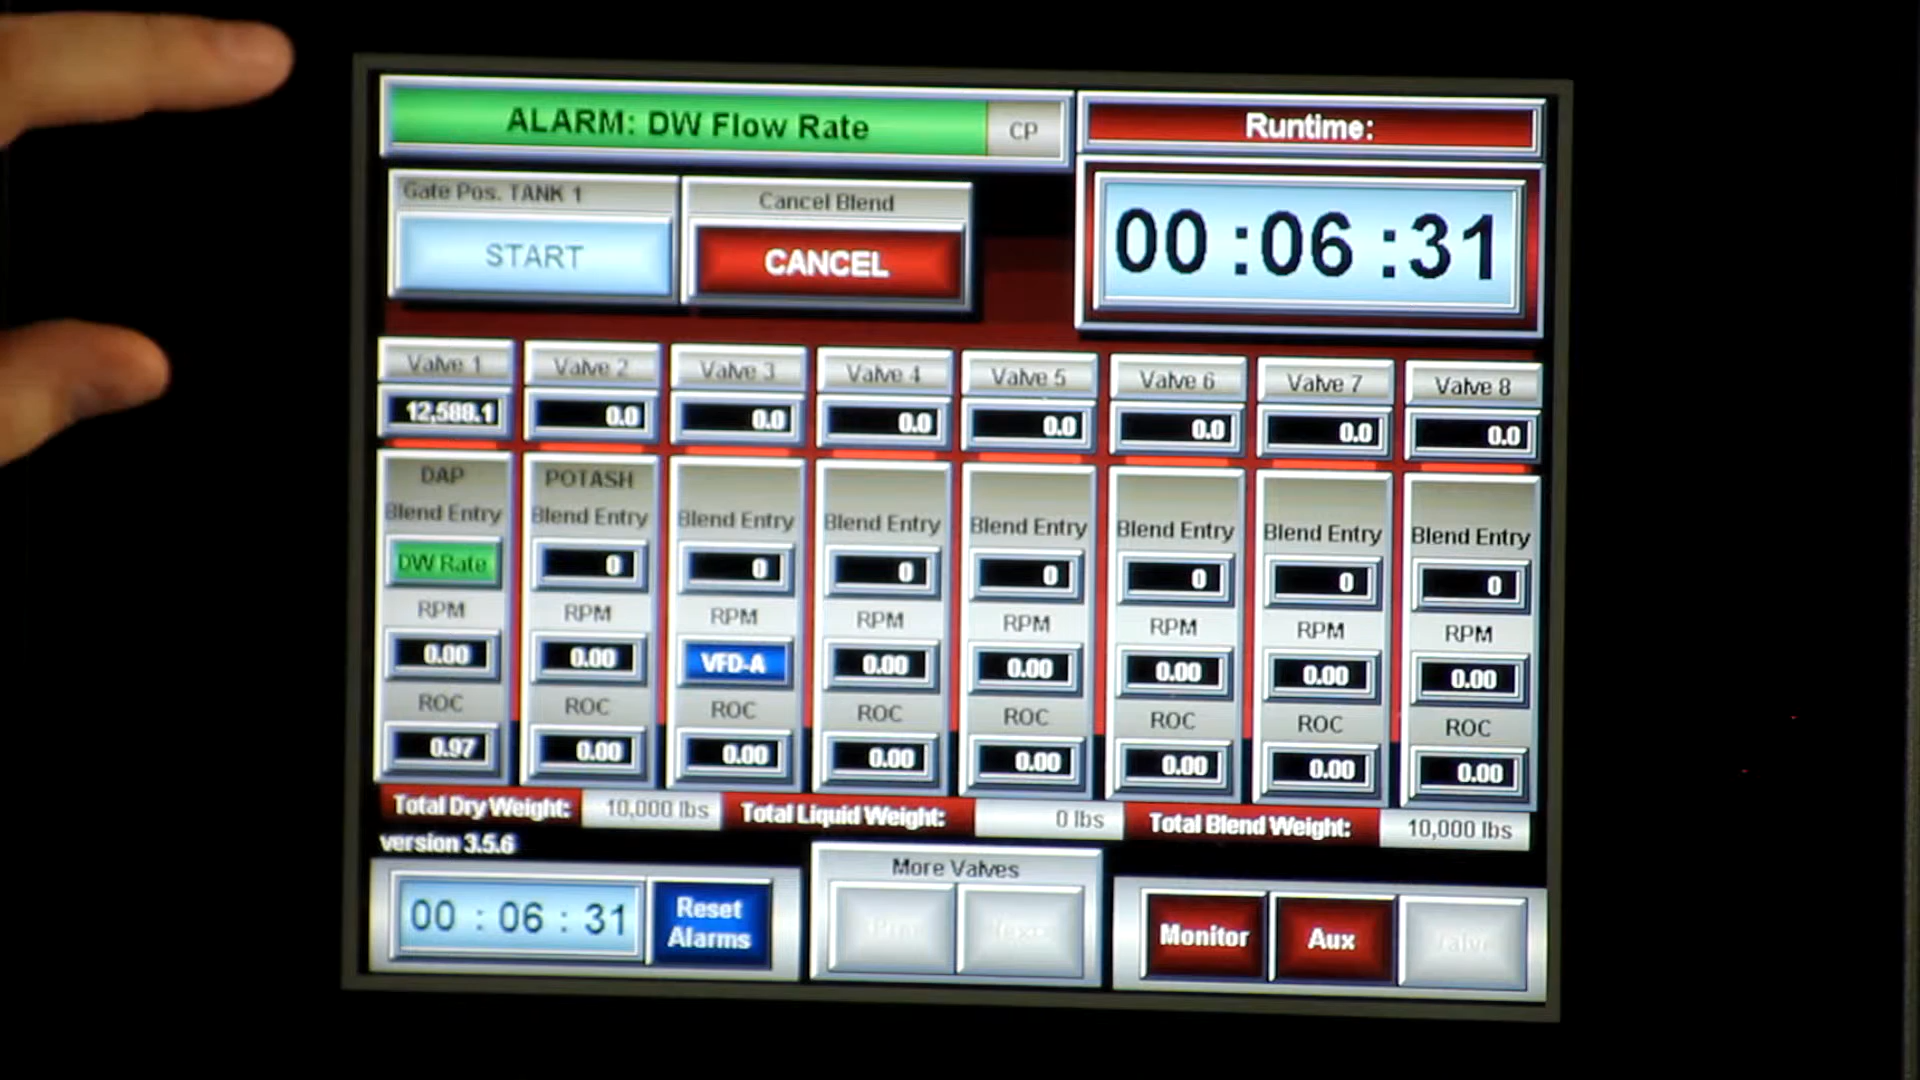 ALARM: DW Flow Rate CP
Runtime:
Gate Pos. TANK 1
START
Cancel Blend
CANCEL
00 :06 :31
Valve 1 Valve 2 Valve 3 Valve 4 Valve 5 Valve 6 Valve 7 Valve 8
12,588.1 0.0 0.0 0.0 0.0 0.0 0.0 0.0
DAP POTASH
Blend Entry Blend Entry Blend Entry Blend Entry Blend Entry Blend Entry Blend Entry Blend Entry
DW Rate 0 0 0 0 0 0 0
RPM RPM RPM RPM RPM RPM RPM RPM
0.00 0.00 VFD-A 0.00 0.00 0.00 0.00 0.00
ROC ROC ROC ROC ROC ROC ROC ROC
0.97 0.00 0.00 0.00 0.00 0.00 0.00 0.00
Total Dry Weight: 10,000 lbs Total Liquid Weight: 0 lbs Total Blend Weight: 10,000 lbs
version 3.5.6
00 : 06 : 31
Reset
Alarms
More Valves
Monitor
Aux